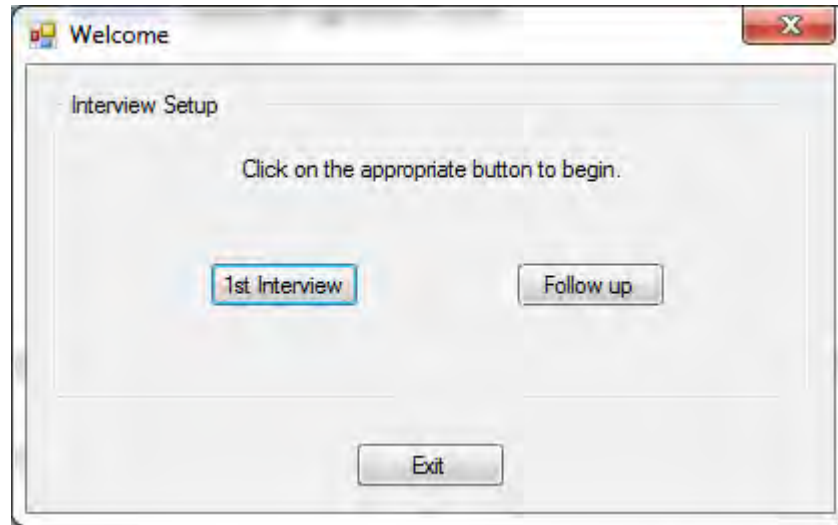 Welcome
Interview Setup
Click on the appropriate button to begin.
1st Interview Follow up
Exit